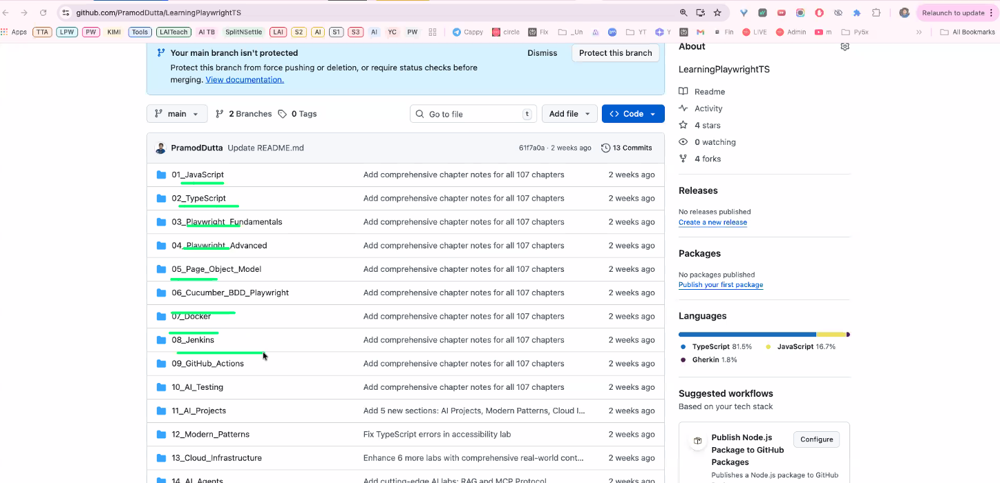 github.com/PramodDutta/LearningPlaywrightTS
Relaunch to update
Apps TTA LPW PW KIMI Tools LAITeach AI TB SplitNSettle LAI S2 AI S1 S3 AI YC PW Cappy circle Fix _Un YT Y Fin LIVE Admin m Py5x All Bookmarks
Your main branch isn't protected
Protect this branch from force pushing or deletion, or require status checks before
merging. View documentation.
Dismiss
Protect this branch
main 2 Branches 0 Tags
Go to file t
Add file
Code
PramodDutta Update README.md 61f7a0a · 2 weeks ago 13 Commits
01_JavaScript Add comprehensive chapter notes for all 107 chapters 2 weeks ago
02_TypeScript Add comprehensive chapter notes for all 107 chapters 2 weeks ago
03_Playwright_Fundamentals Add comprehensive chapter notes for all 107 chapters 2 weeks ago
04_Playwright_Advanced Add comprehensive chapter notes for all 107 chapters 2 weeks ago
05_Page_Object_Model Add comprehensive chapter notes for all 107 chapters 2 weeks ago
06_Cucumber_BDD_Playwright Add comprehensive chapter notes for all 107 chapters 2 weeks ago
07_Docker Add comprehensive chapter notes for all 107 chapters 2 weeks ago
08_Jenkins Add comprehensive chapter notes for all 107 chapters 2 weeks ago
09_GitHub_Actions Add comprehensive chapter notes for all 107 chapters 2 weeks ago
10_AI_Testing Add comprehensive chapter notes for all 107 chapters 2 weeks ago
11_AI_Projects Add 5 new sections: AI Projects, Modern Patterns, Cloud I... 2 weeks ago
12_Modern_Patterns Fix TypeScript errors in accessibility lab 2 weeks ago
13_Cloud_Infrastructure Enhance 6 more labs with comprehensive real-world cont... 2 weeks ago
14_AI_Agents Add cutting-edge AI labs: RAG and MCP Protocol 2 weeks ago
About
LearningPlaywrightTS
Readme
Activity
4 stars
0 watching
4 forks
Releases
No releases published
Create a new release
Packages
No packages published
Publish your first package
Languages
TypeScript 81.5% JavaScript 16.7%
Gherkin 1.8%
Suggested workflows
Based on your tech stack
Publish Node.js
Package to GitHub
Packages
Configure
Publishes a Node.js package to GitHub